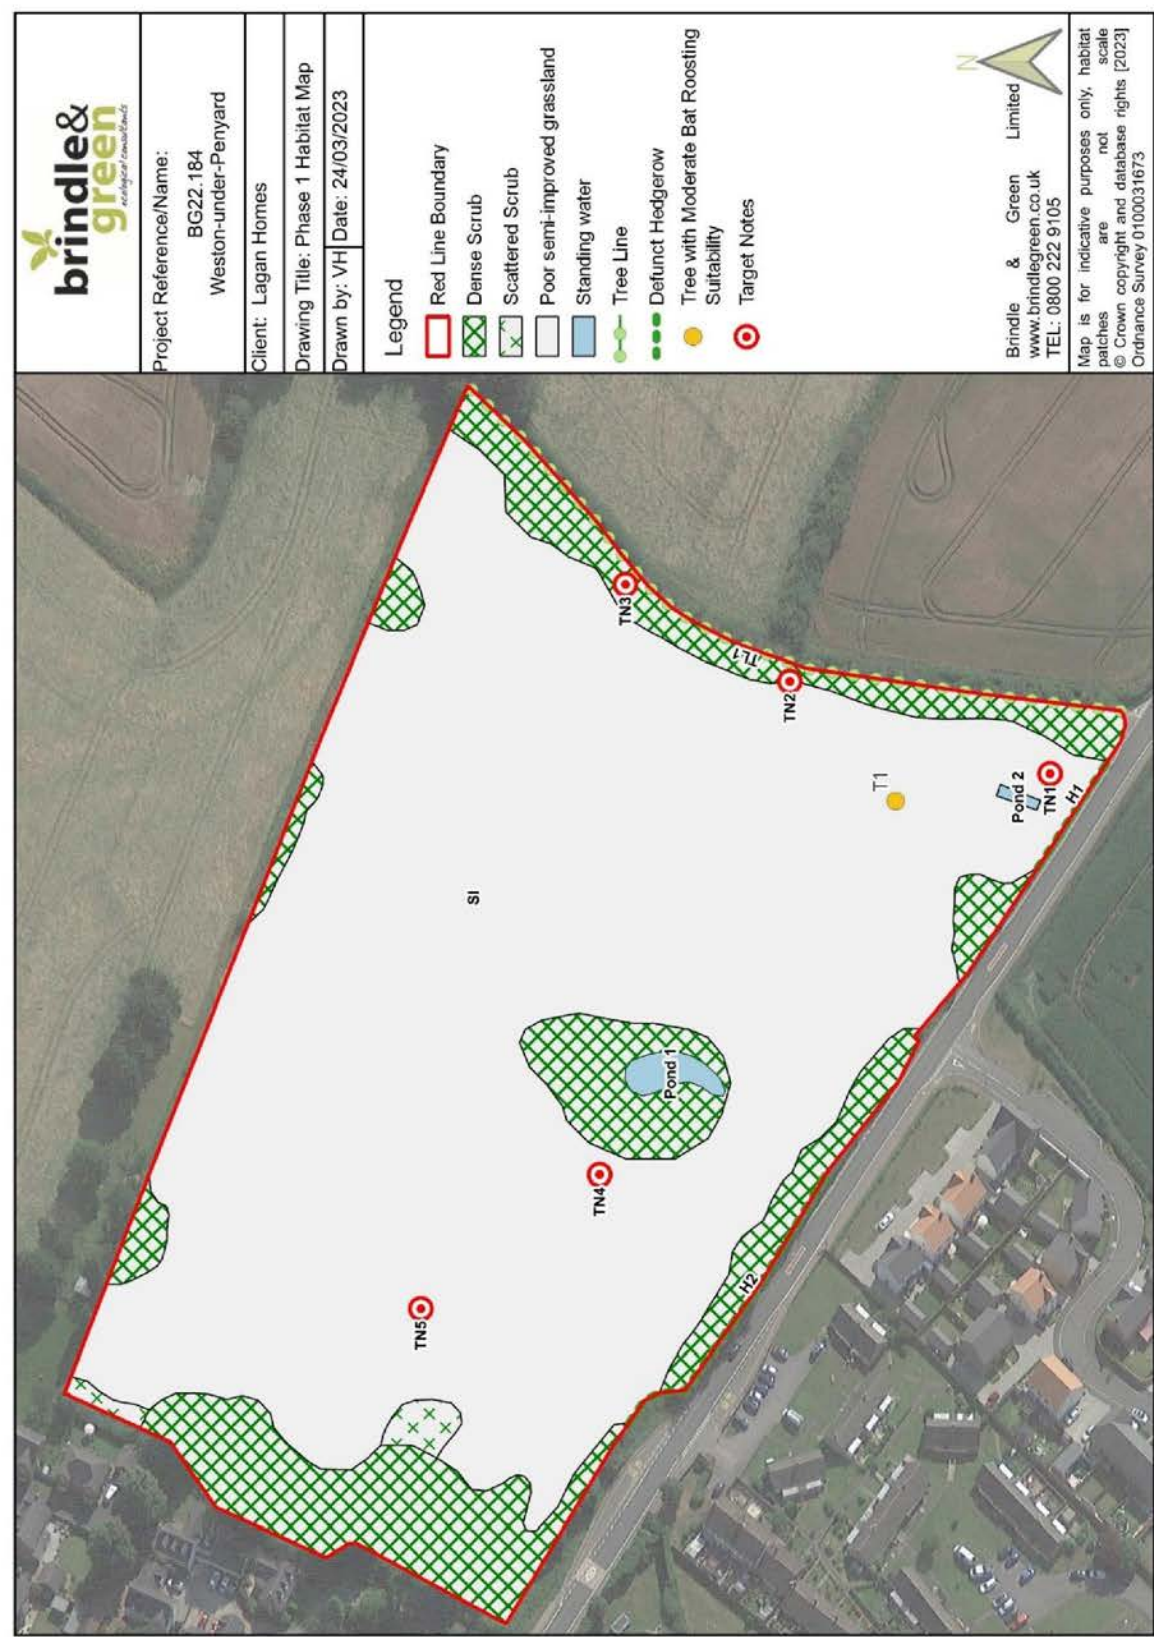 brindle&
green
ecological consultants
Project Reference/Name:
BG22.184
Weston-under-Penyard
Client: Lagan Homes
Drawing Title: Phase 1 Habitat Map
Drawn by: VH
Date: 24/03/2023
Legend
Red Line Boundary
Dense Scrub
Scattered Scrub
Poor semi-improved grassland
Standing water
Tree Line
Defunct Hedgerow
Tree with Moderate Bat Roosting
Suitability
Target Notes
N
Brindle & Green Limited
www.brindlegreen.co.uk
TEL: 0800 222 9105
Map is for indicative purposes only, habitat
patches are not scale
© Crown copyright and database rights [2023]
Ordnance Survey 0100031673
TN5
TN4
SI
Pond 1
H2
TN3
TL1
TN2
T1
Pond 2
TN1
H1